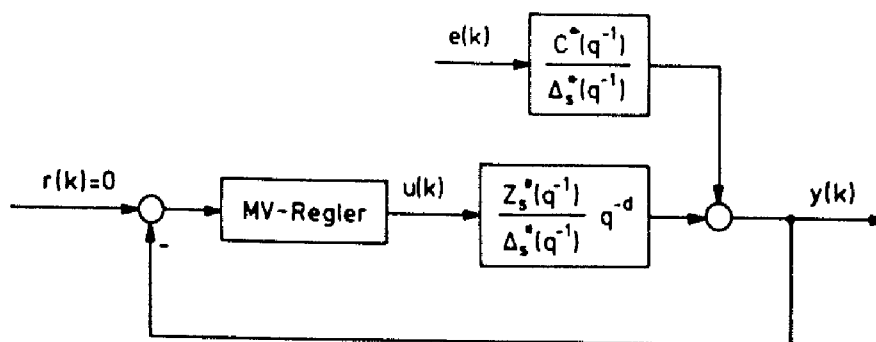 e(k)
C*(q⁻¹)
Δₛ*(q⁻¹)
r(k)=0
-
MV-Regler
u(k)
Zₛ*(q⁻¹)
Δₛ*(q⁻¹)
q⁻ᵈ
y(k)